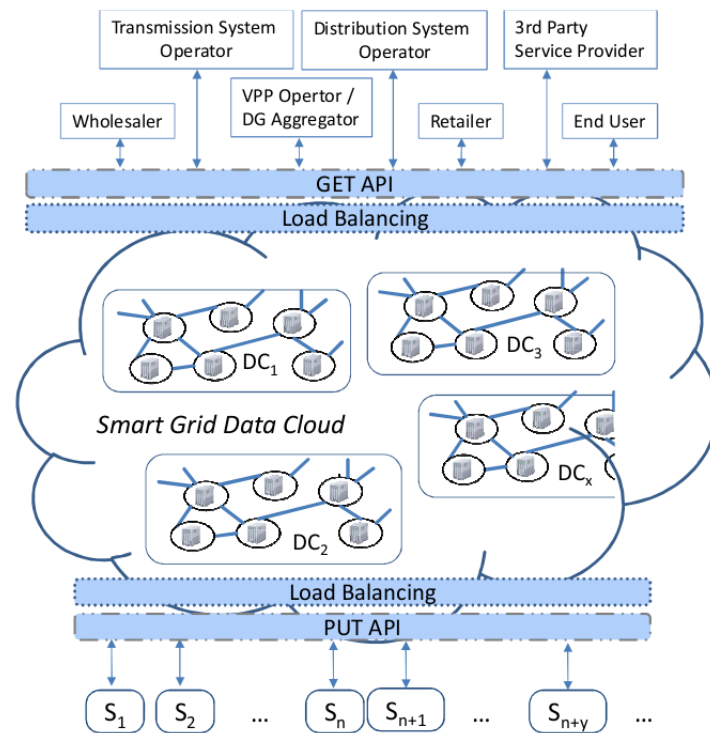 Transmission System
Operator
Distribution System
Operator
3rd Party
Service Provider
Wholesaler
VPP Opertor /
DG Aggregator
Retailer
End User
GET API
Load Balancing
DC1
DC3
Smart Grid Data Cloud
DCx
DC2
Load Balancing
PUT API
S1
S2
...
Sn
Sn+1
...
Sn+y
...